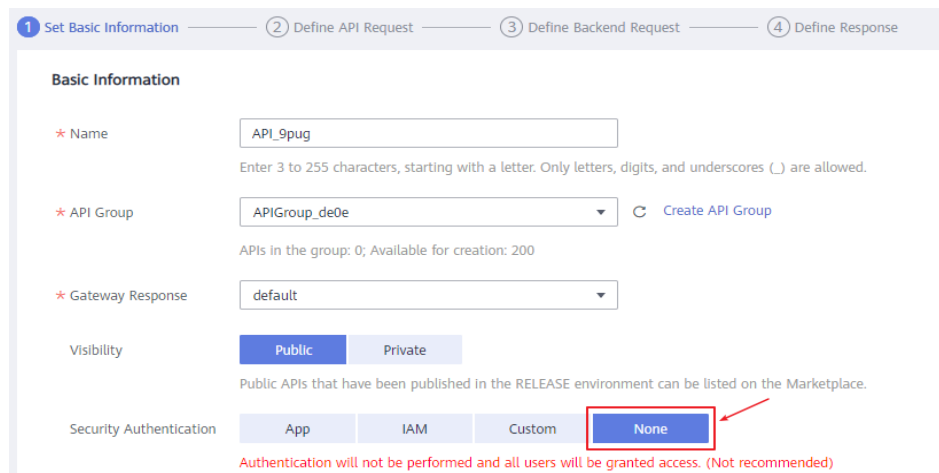 1 Set Basic Information 2 Define API Request 3 Define Backend Request 4 Define Response
Basic Information
* Name API_9pug
Enter 3 to 255 characters, starting with a letter. Only letters, digits, and underscores (_) are allowed.
* API Group APIGroup_de0e Create API Group
APIs in the group: 0; Available for creation: 200
* Gateway Response default
Visibility Public Private
Public APIs that have been published in the RELEASE environment can be listed on the Marketplace.
Security Authentication App IAM Custom None
Authentication will not be performed and all users will be granted access. (Not recommended)